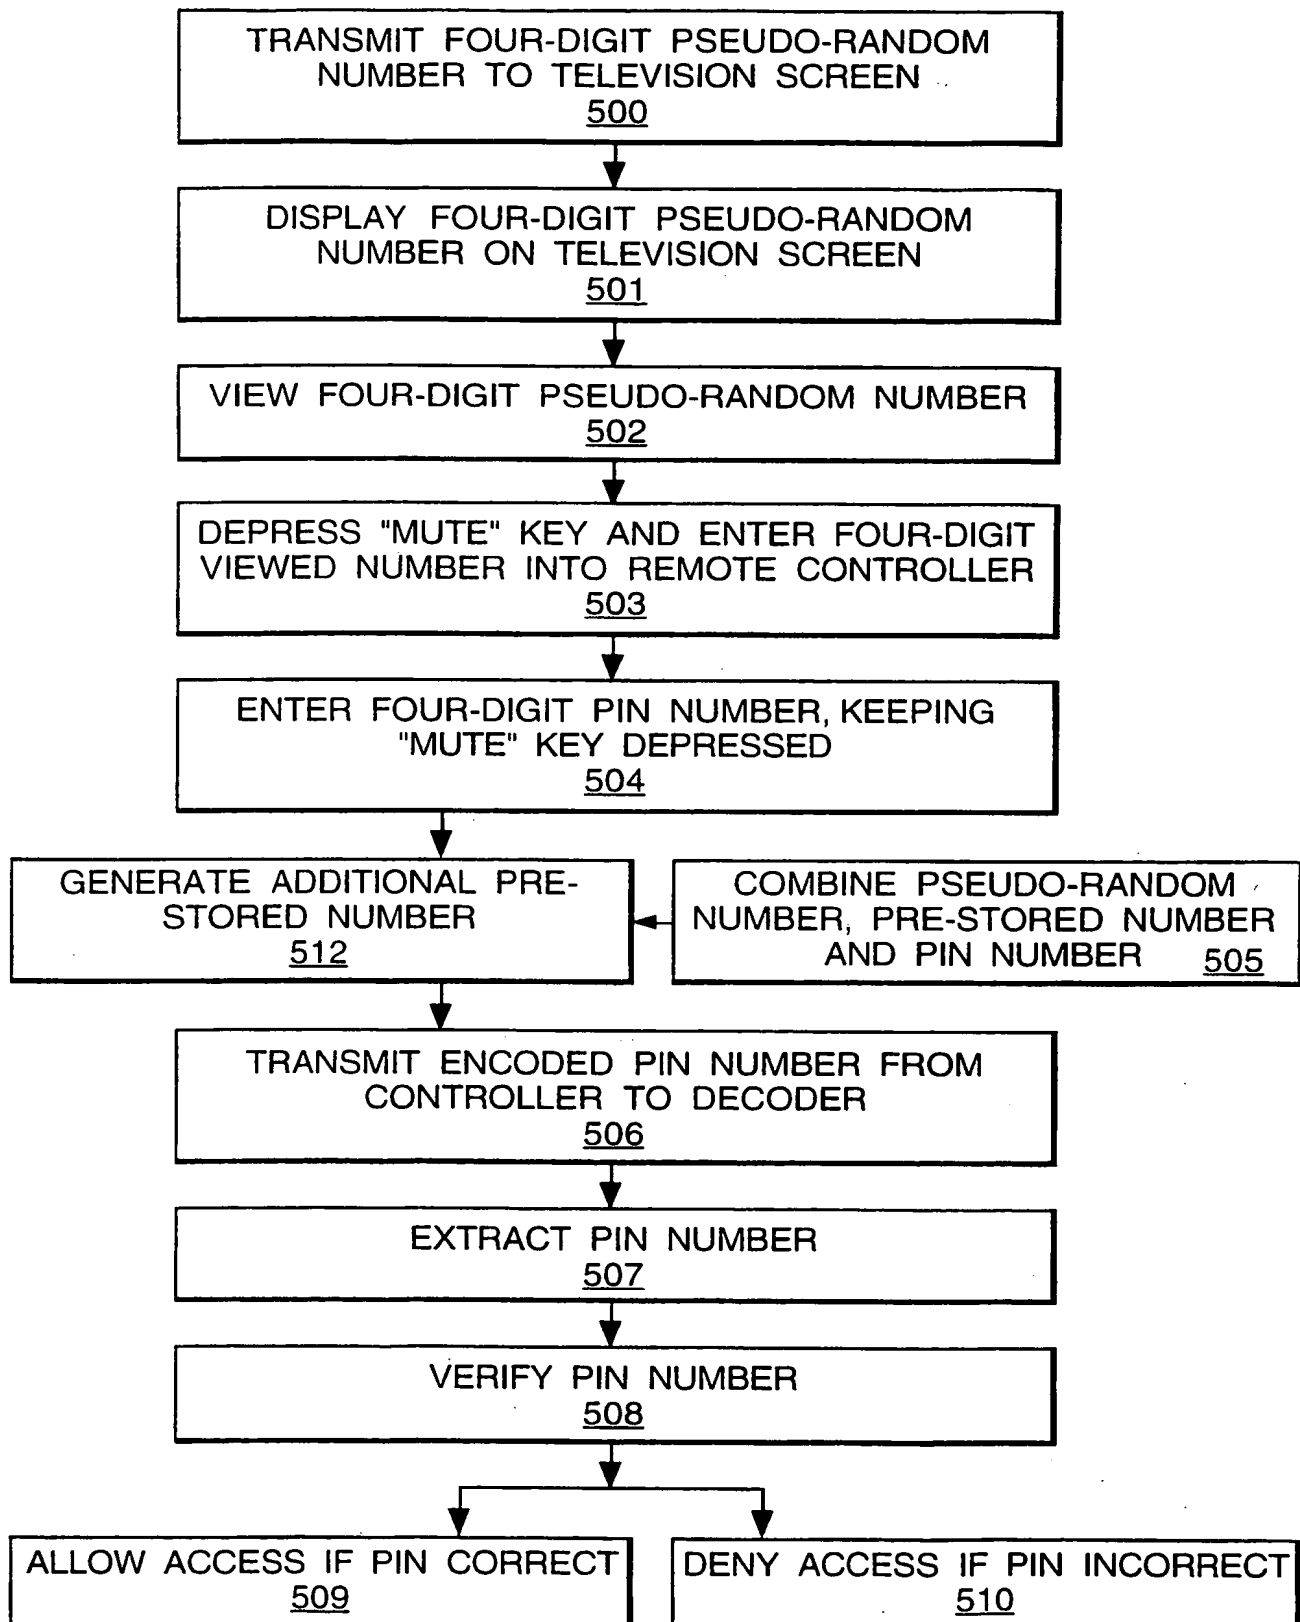 TRANSMIT FOUR-DIGIT PSEUDO-RANDOM
NUMBER TO TELEVISION SCREEN
500
DISPLAY FOUR-DIGIT PSEUDO-RANDOM
NUMBER ON TELEVISION SCREEN
501
VIEW FOUR-DIGIT PSEUDO-RANDOM NUMBER
502
DEPRESS "MUTE" KEY AND ENTER FOUR-DIGIT
VIEWED NUMBER INTO REMOTE CONTROLLER
503
ENTER FOUR-DIGIT PIN NUMBER, KEEPING
"MUTE" KEY DEPRESSED
504
GENERATE ADDITIONAL PRE-
STORED NUMBER
512
COMBINE PSEUDO-RANDOM
NUMBER, PRE-STORED NUMBER
AND PIN NUMBER 505
TRANSMIT ENCODED PIN NUMBER FROM
CONTROLLER TO DECODER
506
EXTRACT PIN NUMBER
507
VERIFY PIN NUMBER
508
ALLOW ACCESS IF PIN CORRECT
509
DENY ACCESS IF PIN INCORRECT
510